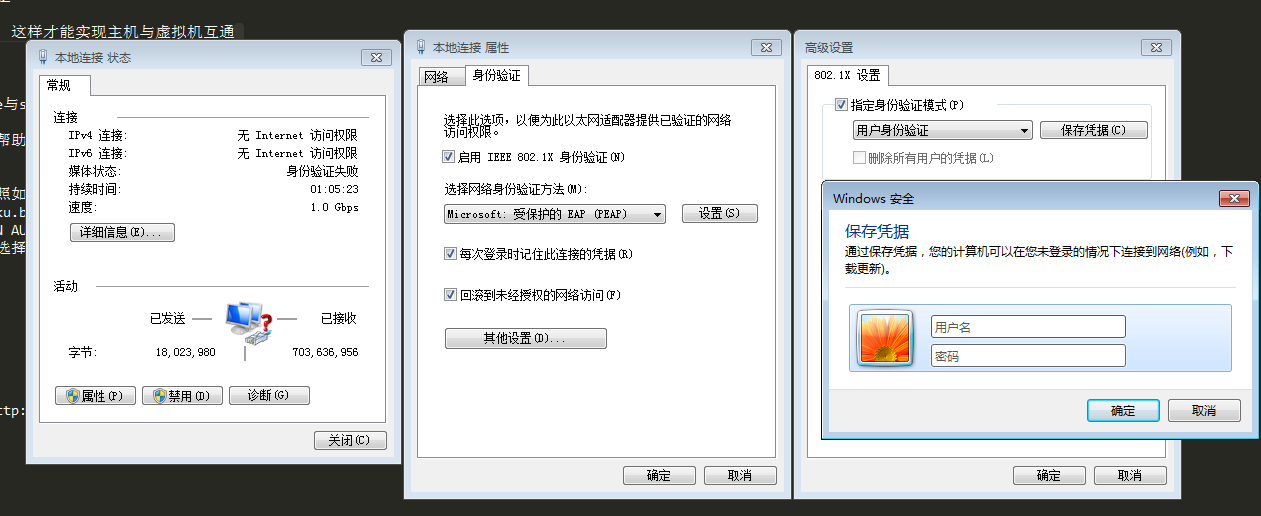 这样才能实现主机与虚拟机互通
e与s
帮助
照如
ku.b
N AU
选择
ttp:
本地连接 状态
常规
连接
IPv4 连接: 无 Internet 访问权限
IPv6 连接: 无 Internet 访问权限
媒体状态: 身份验证失败
持续时间: 01:05:23
速度: 1.0 Gbps
详细信息(E)...
活动
已发送 已接收
字节: 18,023,980 703,636,956
属性(P) 禁用(D) 诊断(G)
关闭(C)
本地连接 属性
网络 身份验证
选择此选项，以便为此以太网适配器提供已验证的网络
访问权限。
启用 IEEE 802.1X 身份验证(N)
选择网络身份验证方法(M):
Microsoft: 受保护的 EAP (PEAP) 设置(S)
每次登录时记住此连接的凭据(R)
回滚到未经授权的网络访问(F)
其他设置(D)...
确定 取消
高级设置
802.1X 设置
指定身份验证模式(P)
用户身份验证 保存凭据(C)
删除所有用户的凭据(L)
Windows 安全
保存凭据
通过保存凭据，您的计算机可以在您未登录的情况下连接到网络(例如，下
载更新)。
用户名
密码
确定 取消
确定 取消